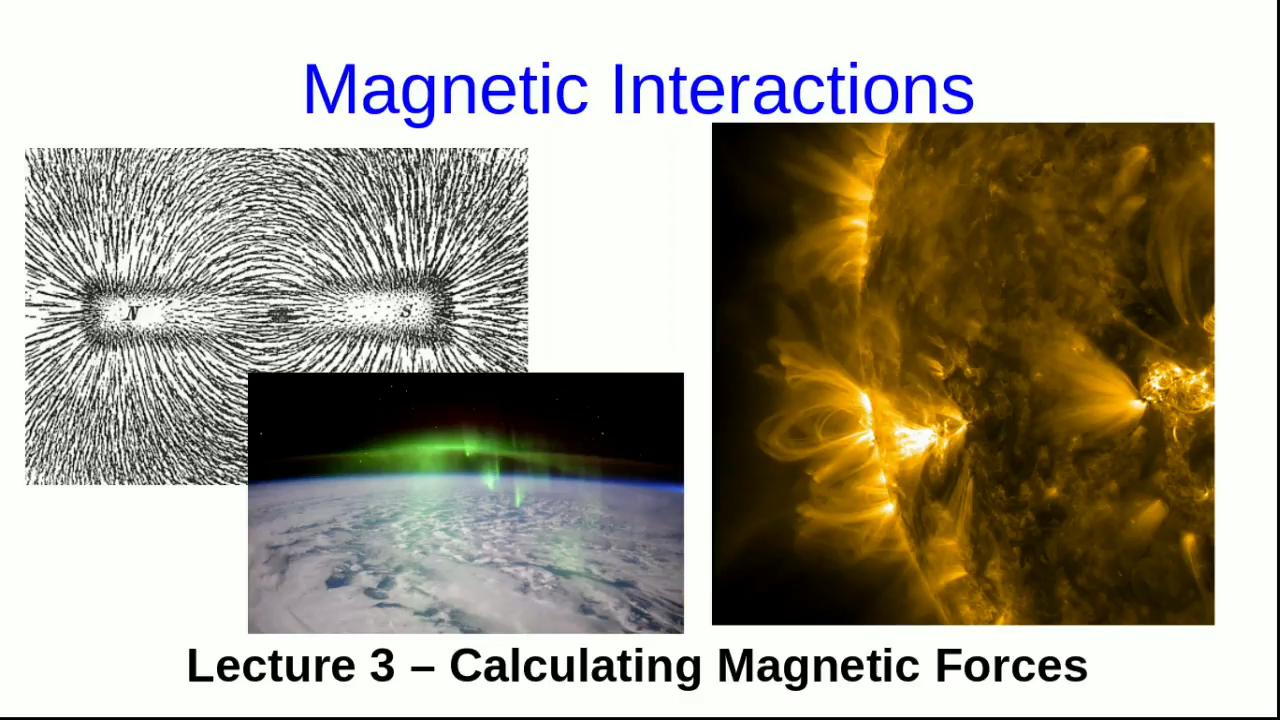 Magnetic Interactions
N
S
Lecture 3 – Calculating Magnetic Forces